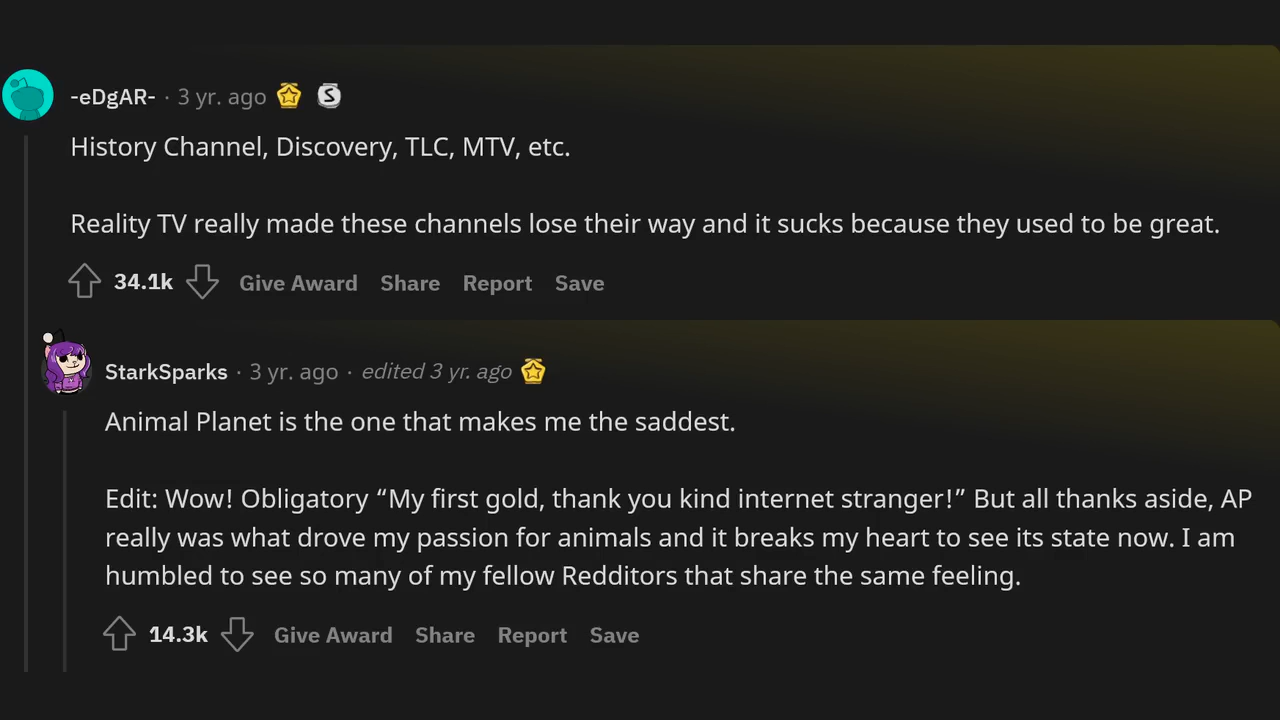 -eDgAR- · 3 yr. ago
History Channel, Discovery, TLC, MTV, etc.
Reality TV really made these channels lose their way and it sucks because they used to be great.
34.1k Give Award Share Report Save
StarkSparks · 3 yr. ago · edited 3 yr. ago
Animal Planet is the one that makes me the saddest.
Edit: Wow! Obligatory “My first gold, thank you kind internet stranger!” But all thanks aside, AP
really was what drove my passion for animals and it breaks my heart to see its state now. I am
humbled to see so many of my fellow Redditors that share the same feeling.
14.3k Give Award Share Report Save